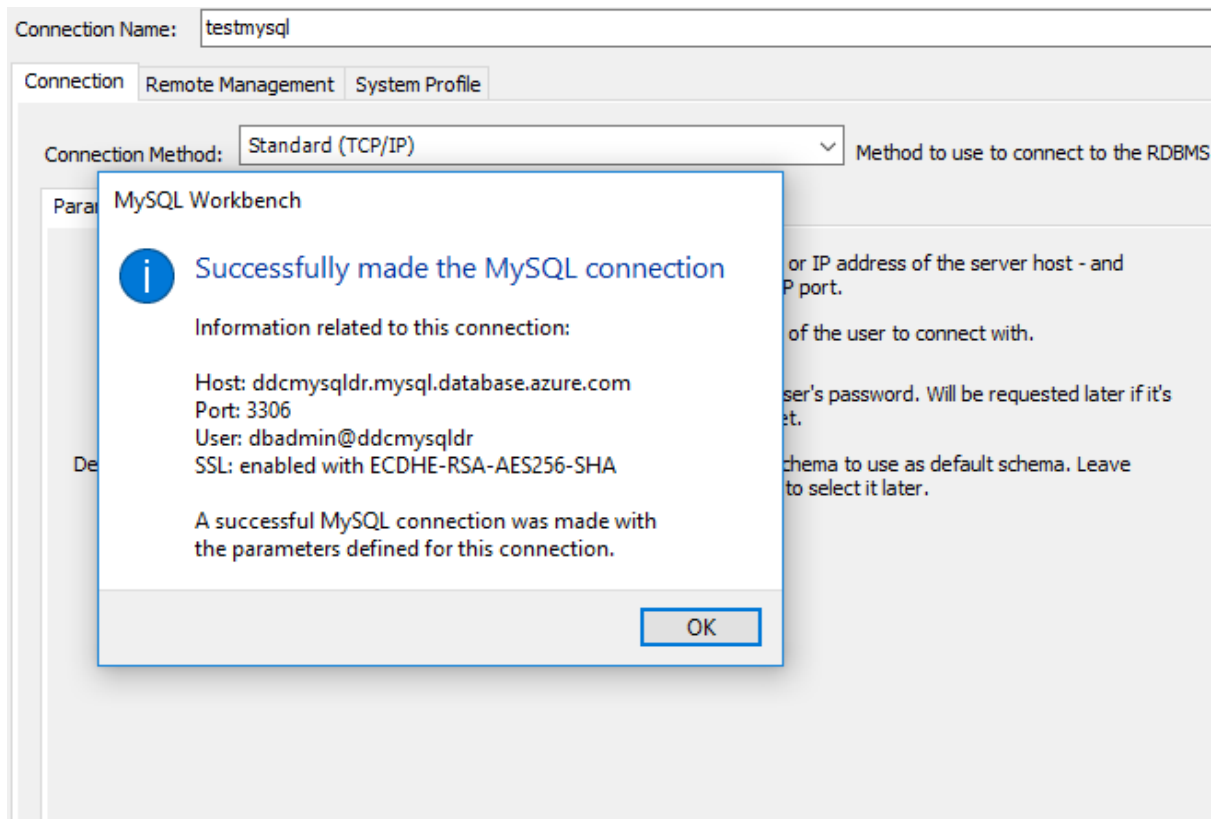 Connection Name: testmysql
Connection Remote Management System Profile
Connection Method: Standard (TCP/IP) Method to use to connect to the RDBMS
MySQL Workbench
Successfully made the MySQL connection
Information related to this connection:
Host: ddcmysqldr.mysql.database.azure.com
Port: 3306
User: dbadmin@ddcmysqldr
SSL: enabled with ECDHE-RSA-AES256-SHA
A successful MySQL connection was made with
the parameters defined for this connection.
OK
or IP address of the server host - and
P port.
of the user to connect with.
ser's password. Will be requested later if it's
et.
chema to use as default schema. Leave
to select it later.